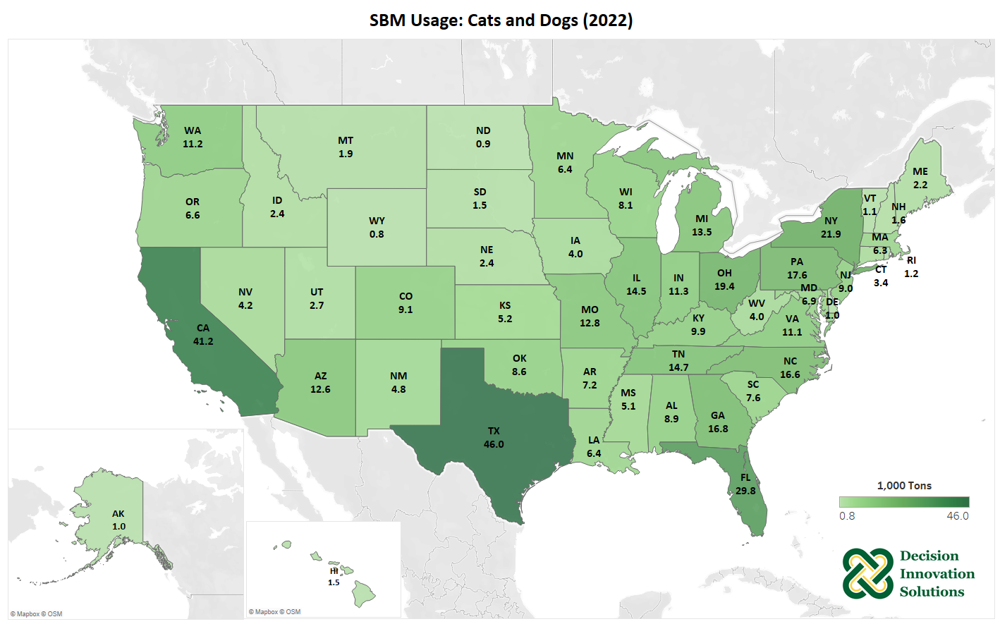 SBM Usage: Cats and Dogs (2022)
WA
11.2
MT
1.9
ND
0.9
MN
6.4
OR
6.6
ID
2.4
WY
0.8
SD
1.5
WI
8.1
MI
13.5
ME
2.2
VT
1.1
NH
1.6
NY
21.9
MA
6.3
RI
1.2
CT
3.4
NE
2.4
IA
4.0
PA
17.6
NJ
9.0
OH
19.4
IL
14.5
IN
11.3
MD
6.9
DE
1.0
WV
4.0
VA
11.1
KY
9.9
NV
4.2
UT
2.7
CO
9.1
KS
5.2
MO
12.8
CA
41.2
AZ
12.6
NM
4.8
OK
8.6
AR
7.2
TN
14.7
NC
16.6
SC
7.6
MS
5.1
AL
8.9
GA
16.8
TX
46.0
LA
6.4
FL
29.8
AK
1.0
HI
1.5
1,000 Tons
0.8 46.0
Decision
Innovation
Solutions
© Mapbox © OSM
© Mapbox © OSM